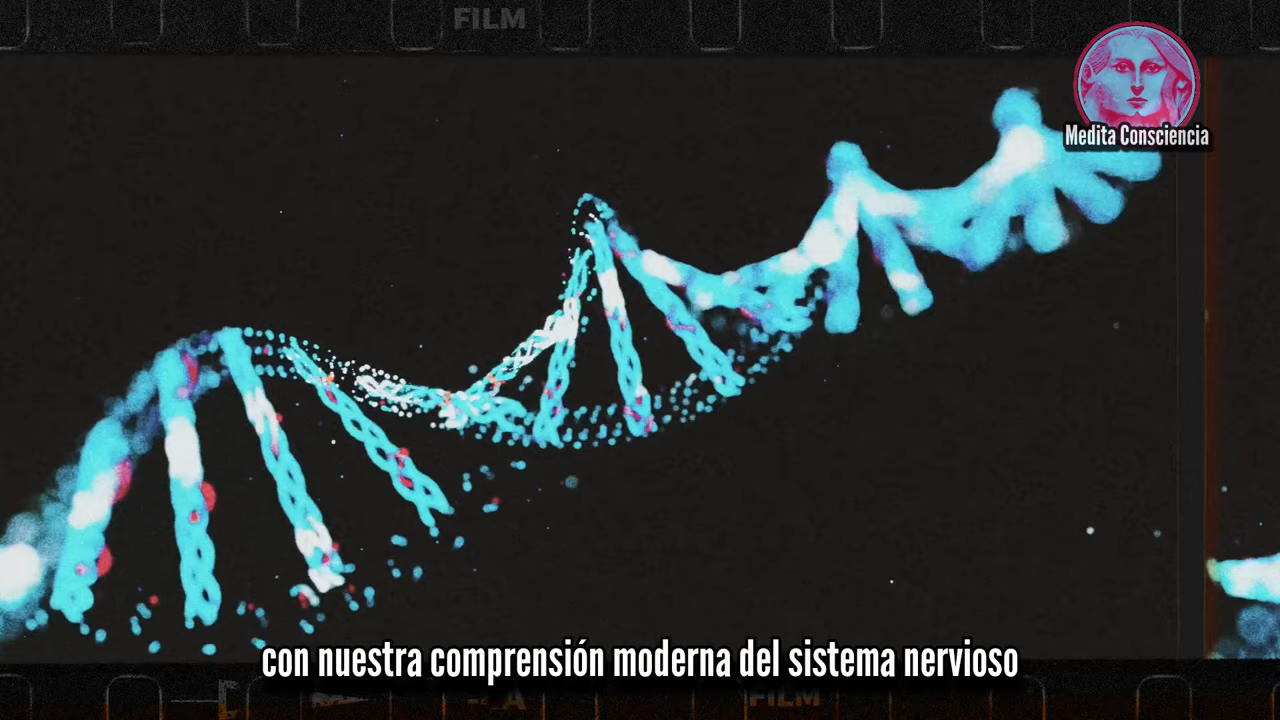 FILM
Medita Consciencia
con nuestra comprensión moderna del sistema nervioso
FILM